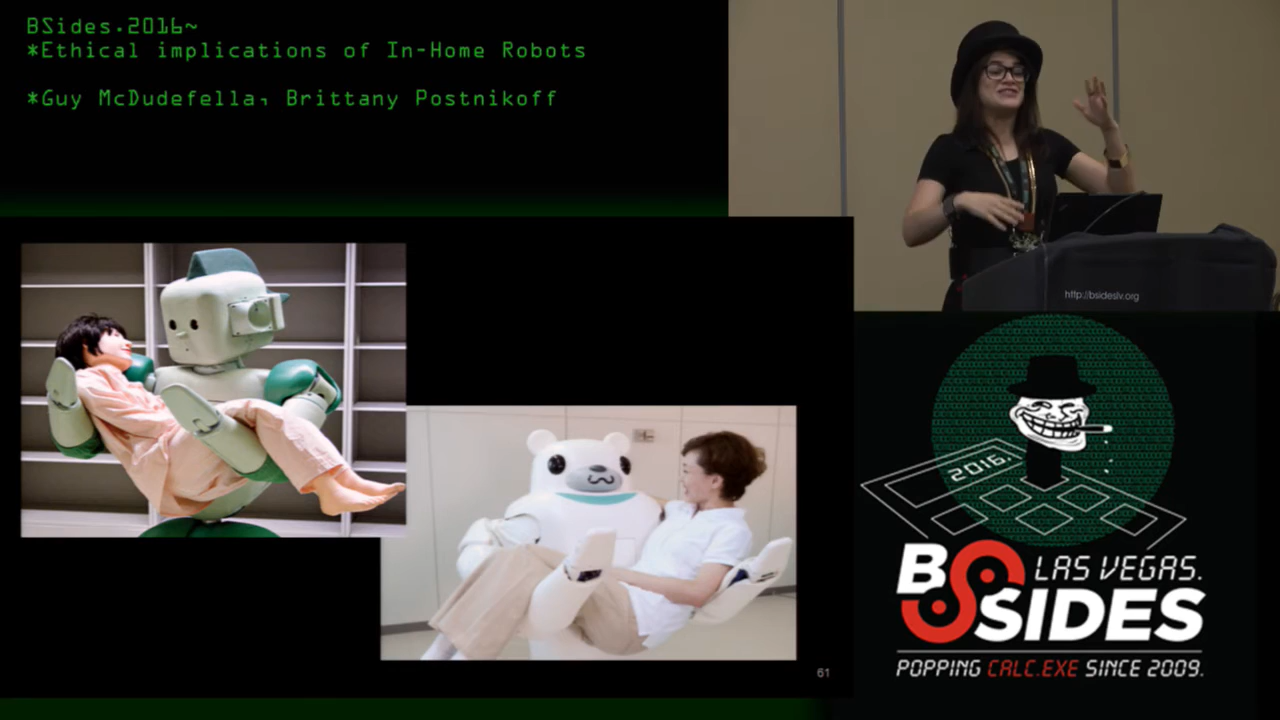 BSides.2016~
*Ethical implications of In-Home Robots
*Guy McDudefella, Brittany Postnikoff
http://bsideslv.org
2016.
BSIDES
LAS VEGAS.
POPPING CALC.EXE SINCE 2009.
61